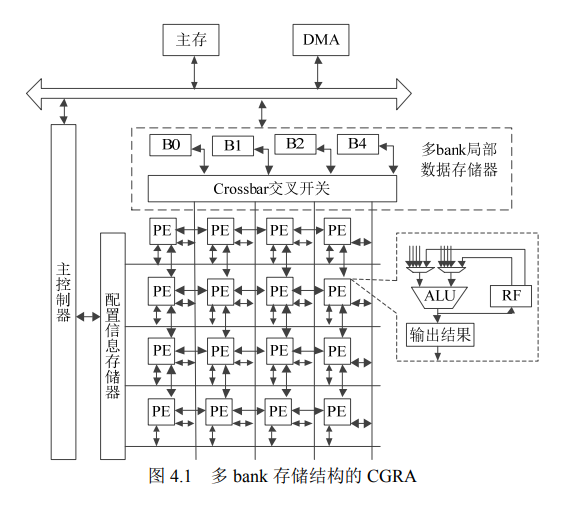 主存
DMA
B0
B1
B2
B4
多bank局部
数据存储器
Crossbar交叉开关
主控制器
配置信息存储器
PE PE PE PE
PE PE PE PE
PE PE PE PE
PE PE PE PE
ALU
RF
输出结果
图 4.1 多 bank 存储结构的 CGRA